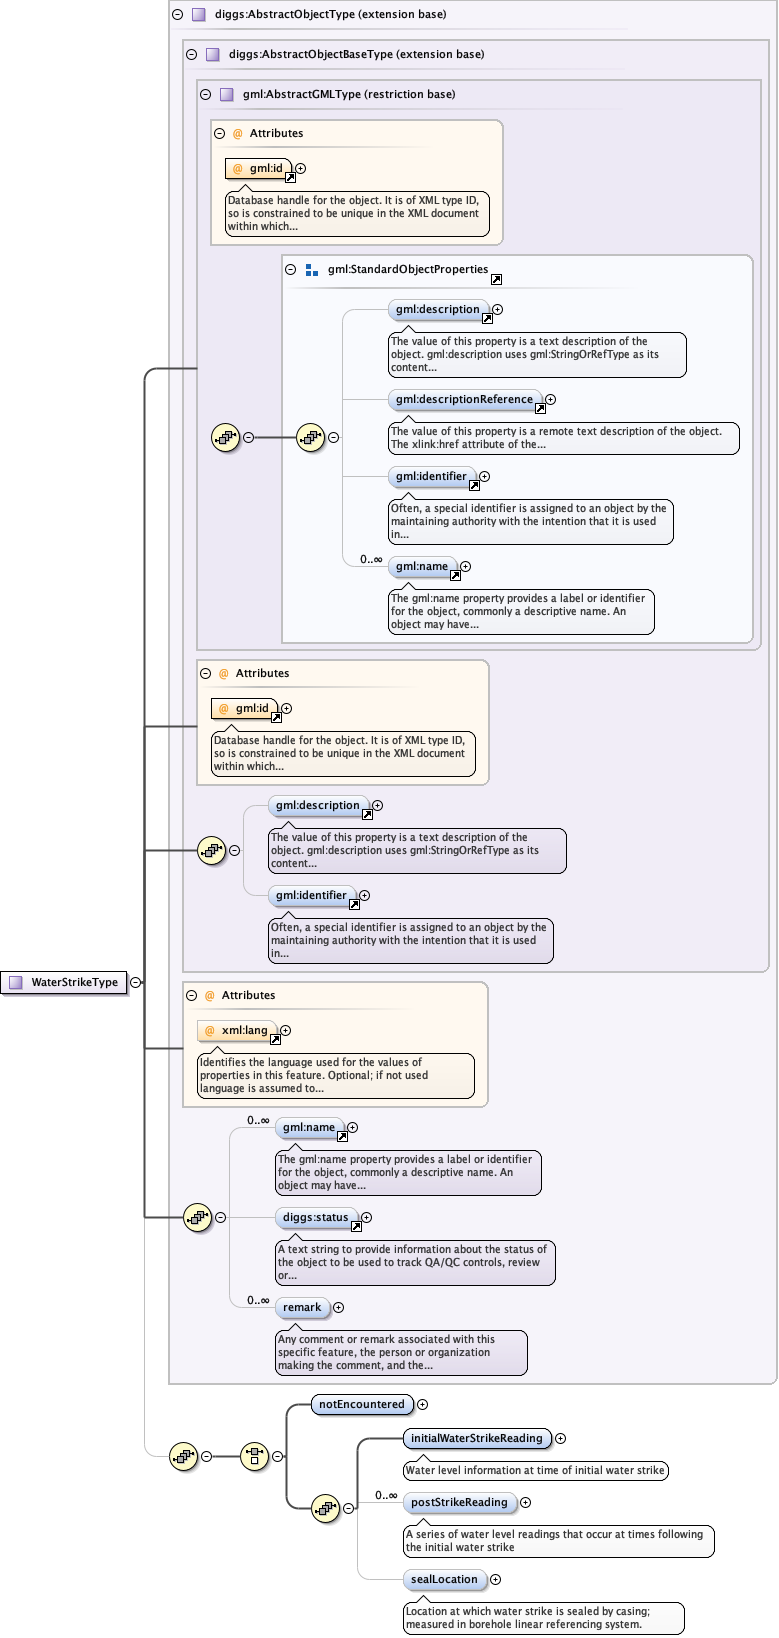 diggs:AbstractObjectType (extension base)
diggs:AbstractObjectBaseType (extension base)
gml:AbstractGMLType (restriction base)
@ Attributes
@ gml:id
Database handle for the object. It is of XML type ID,
so is constrained to be unique in the XML document
within which...
gml:StandardObjectProperties
gml:description
The value of this property is a text description of the
object. gml:description uses gml:StringOrRefType as its
content...
gml:descriptionReference
The value of this property is a remote text description of the object.
The xlink:href attribute of the...
gml:identifier
Often, a special identifier is assigned to an object by the
maintaining authority with the intention that it is used
in...
0..∞
gml:name
The gml:name property provides a label or identifier
for the object, commonly a descriptive name. An
object may have...
@ Attributes
@ gml:id
Database handle for the object. It is of XML type ID,
so is constrained to be unique in the XML document
within which...
gml:description
The value of this property is a text description of the
object. gml:description uses gml:StringOrRefType as its
content...
gml:identifier
Often, a special identifier is assigned to an object by the
maintaining authority with the intention that it is used
in...
WaterStrikeType
@ Attributes
@ xml:lang
Identifies the language used for the values of
properties in this feature. Optional; if not used
language is assumed to...
0..∞
gml:name
The gml:name property provides a label or identifier
for the object, commonly a descriptive name. An
object may have...
diggs:status
A text string to provide information about the status of
the object to be used to track QA/QC controls, review
or...
0..∞
remark
Any comment or remark associated with this
specific feature, the person or organization
making the comment, and the...
notEncountered
initialWaterStrikeReading
Water level information at time of initial water strike
0..∞
postStrikeReading
A series of water level readings that occur at times following
the initial water strike
sealLocation
Location at which water strike is sealed by casing;
measured in borehole linear referencing system.